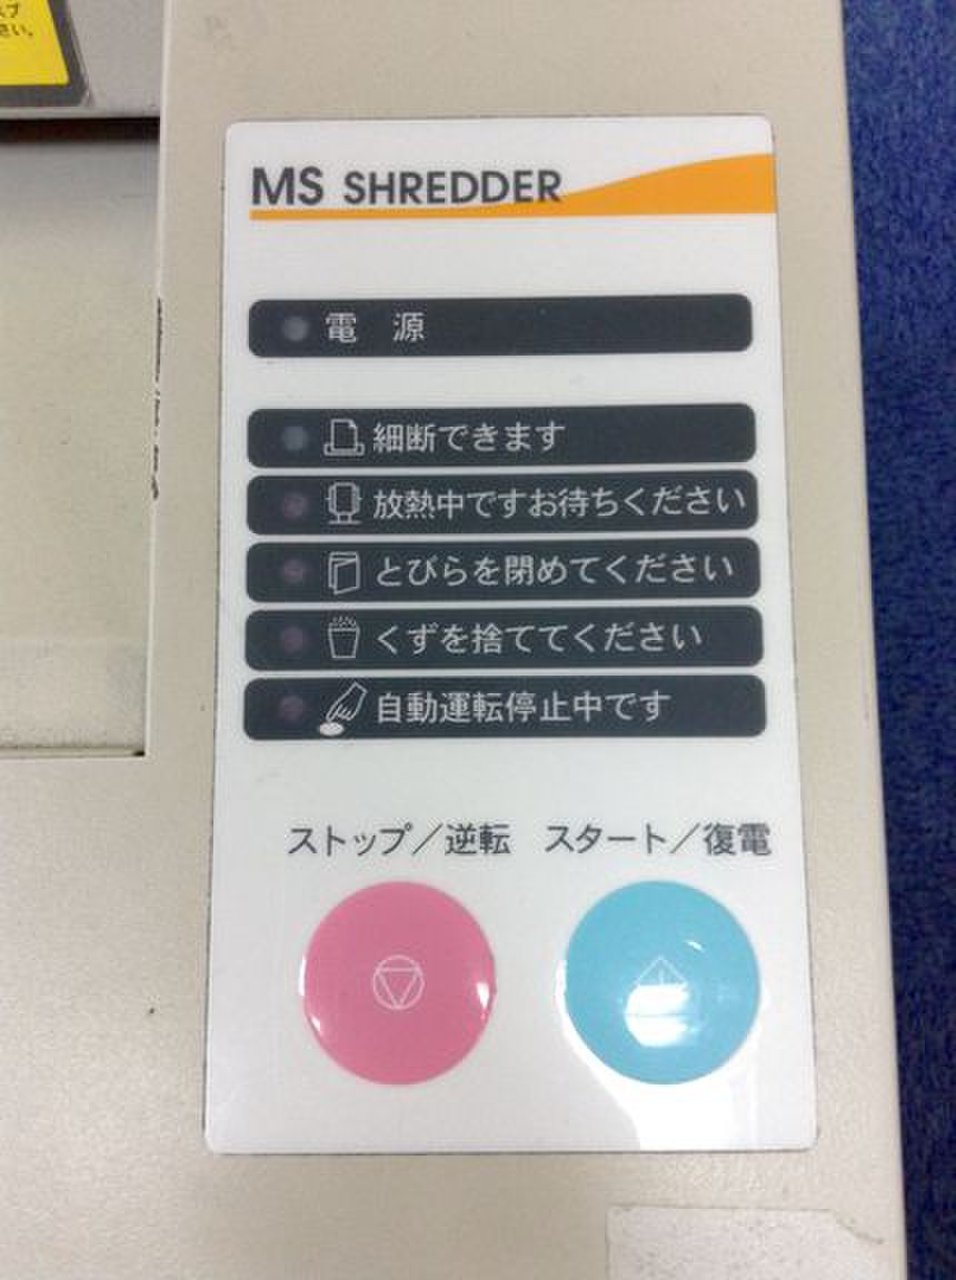 さい。
MS SHREDDER
電 源
細断できます
放熱中ですお待ちください
とびらを閉めてください
くずを捨ててください
自動運転停止中です
ストップ／逆転 スタート／復電